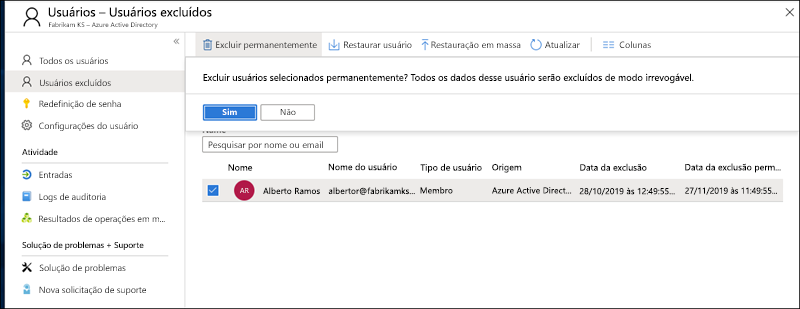 Usuários – Usuários excluídos
Fabrikam KS – Azure Active Directory
Todos os usuários
Usuários excluídos
Redefinição de senha
Configurações do usuário
Atividade
Entradas
Logs de auditoria
Resultados de operações em m...
Solução de problemas + Suporte
Solução de problemas
Nova solicitação de suporte
Excluir permanentemente Restaurar usuário Restauração em massa Atualizar Colunas
Excluir usuários selecionados permanentemente? Todos os dados desse usuário serão excluídos de modo irrevogável.
Sim Não
Nome
Pesquisar por nome ou email
Nome Nome do usuário Tipo de usuário Origem Data da exclusão Data da exclusão perm...
AR Alberto Ramos albertor@fabrikamks... Membro Azure Active Direct... 28/10/2019 às 12:49:55... 27/11/2019 às 11:49:55...